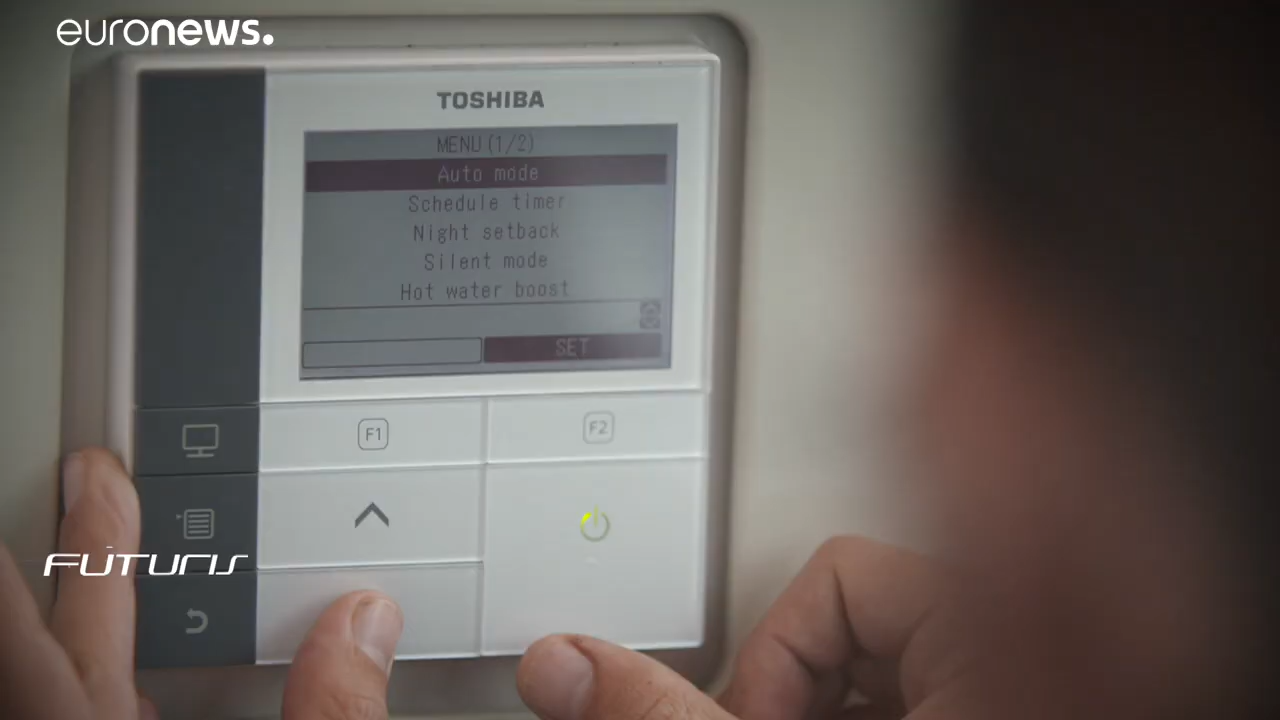 euronews.
TOSHIBA
MENU (1/2)
Auto mode
Schedule timer
Night setback
Silent mode
Hot water boost
SET
F1
F2
FUTURIS